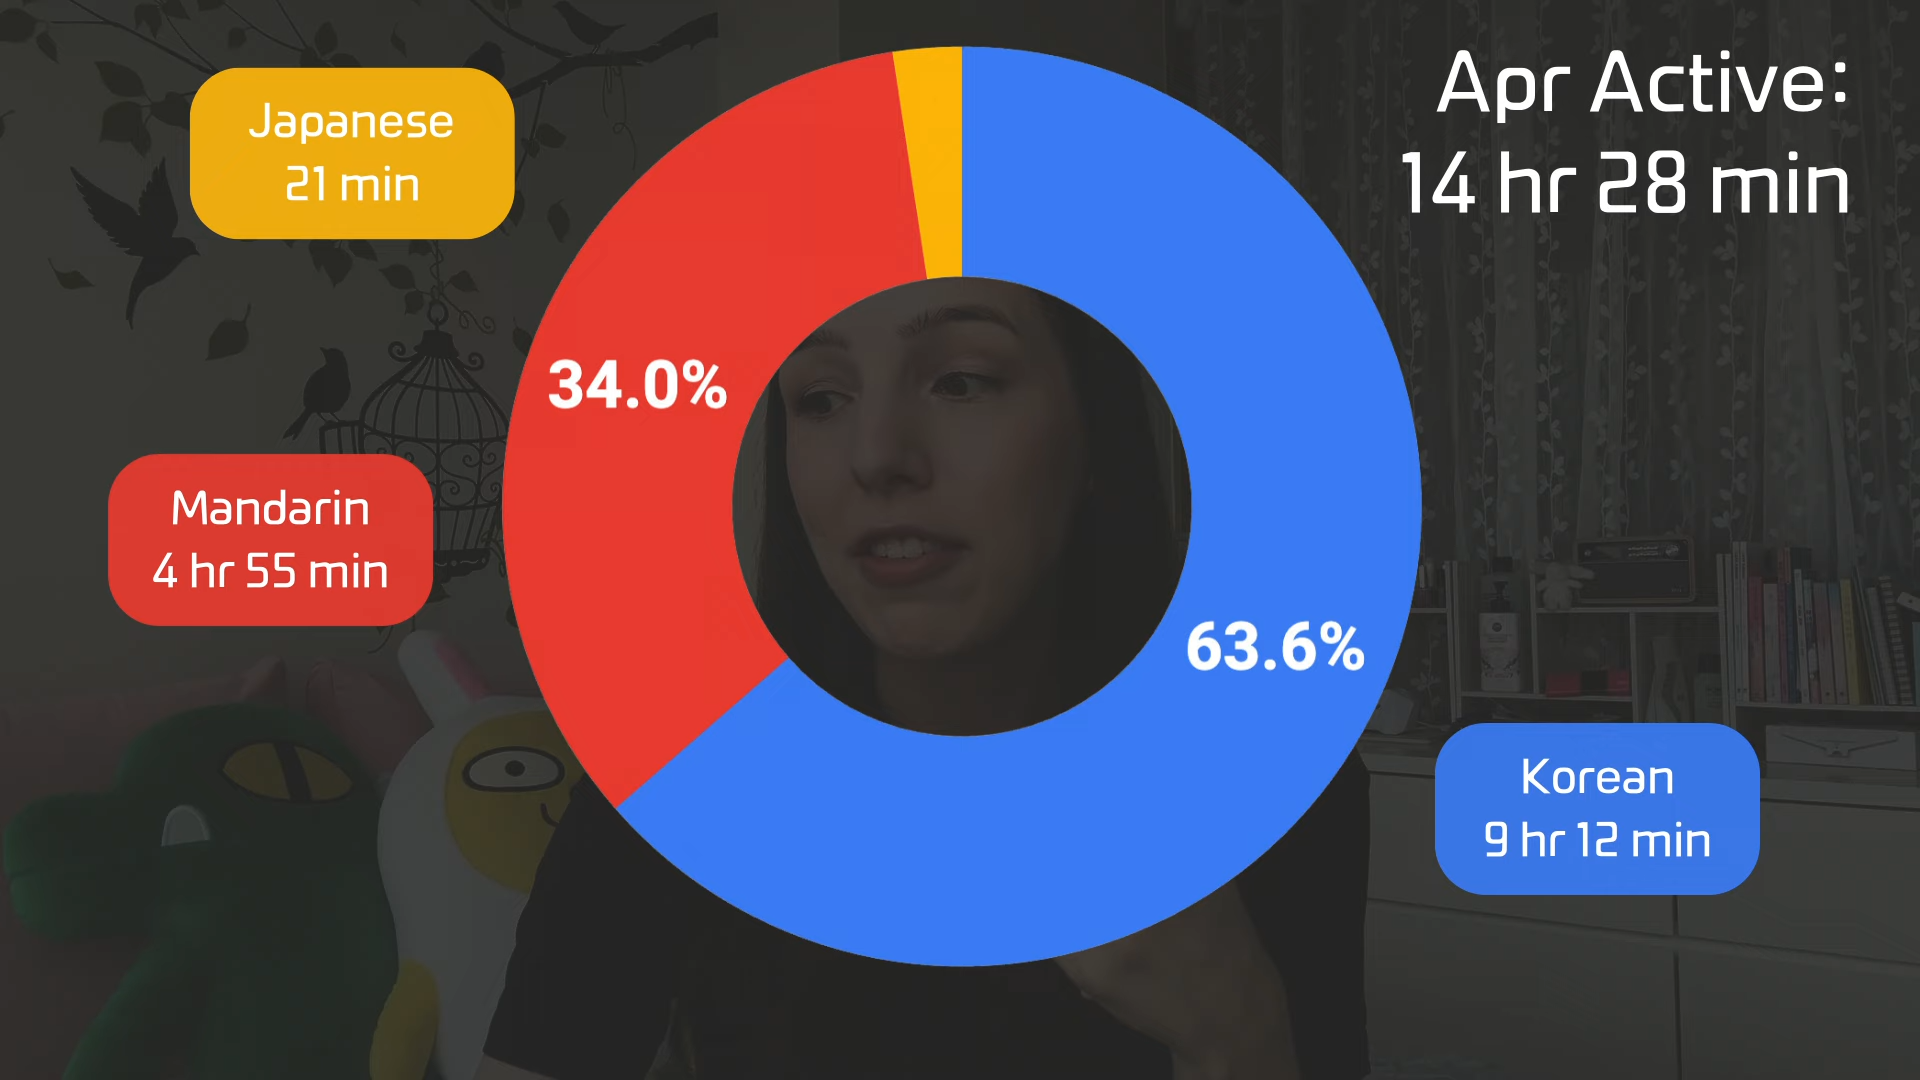 Apr Active:
14 hr 28 min
Japanese
21 min
34.0%
Mandarin
4 hr 55 min
63.6%
Korean
9 hr 12 min